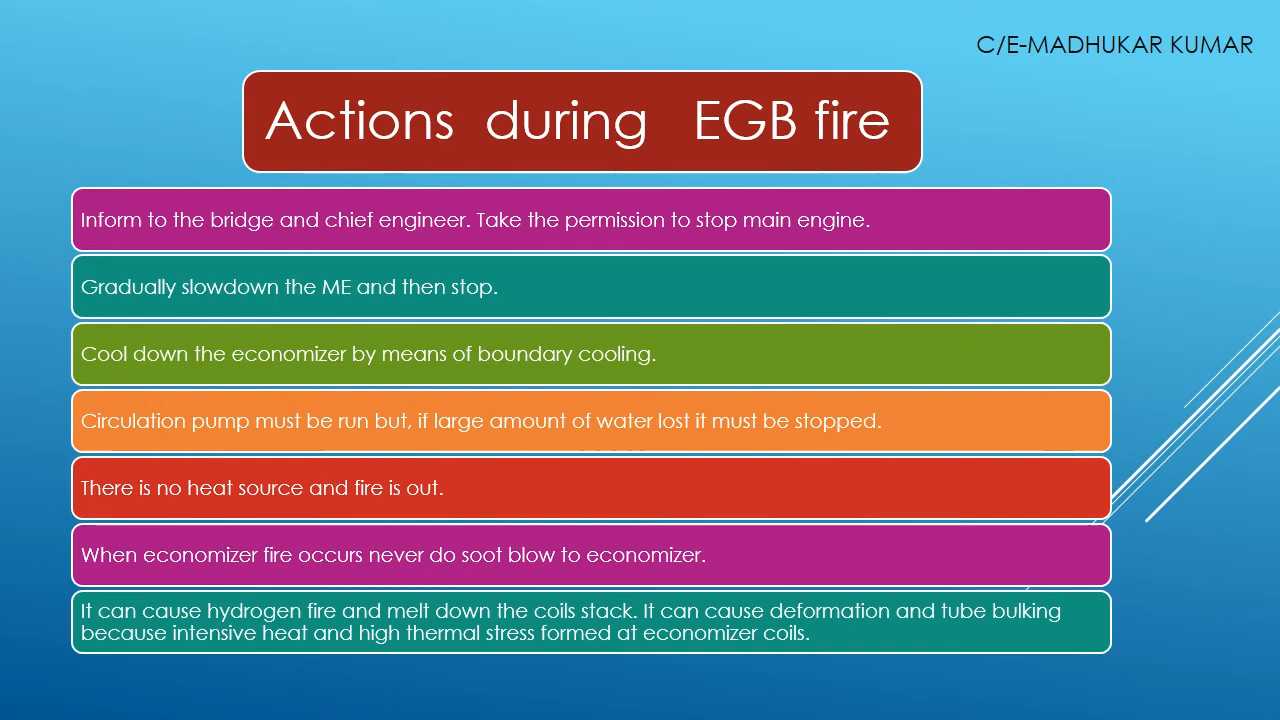 C/E-MADHUKAR KUMAR
Actions during EGB fire
Inform to the bridge and chief engineer. Take the permission to stop main engine.
Gradually slowdown the ME and then stop.
Cool down the economizer by means of boundary cooling.
Circulation pump must be run but, if large amount of water lost it must be stopped.
There is no heat source and fire is out.
When economizer fire occurs never do soot blow to economizer.
It can cause hydrogen fire and melt down the coils stack. It can cause deformation and tube bulking
because intensive heat and high thermal stress formed at economizer coils.